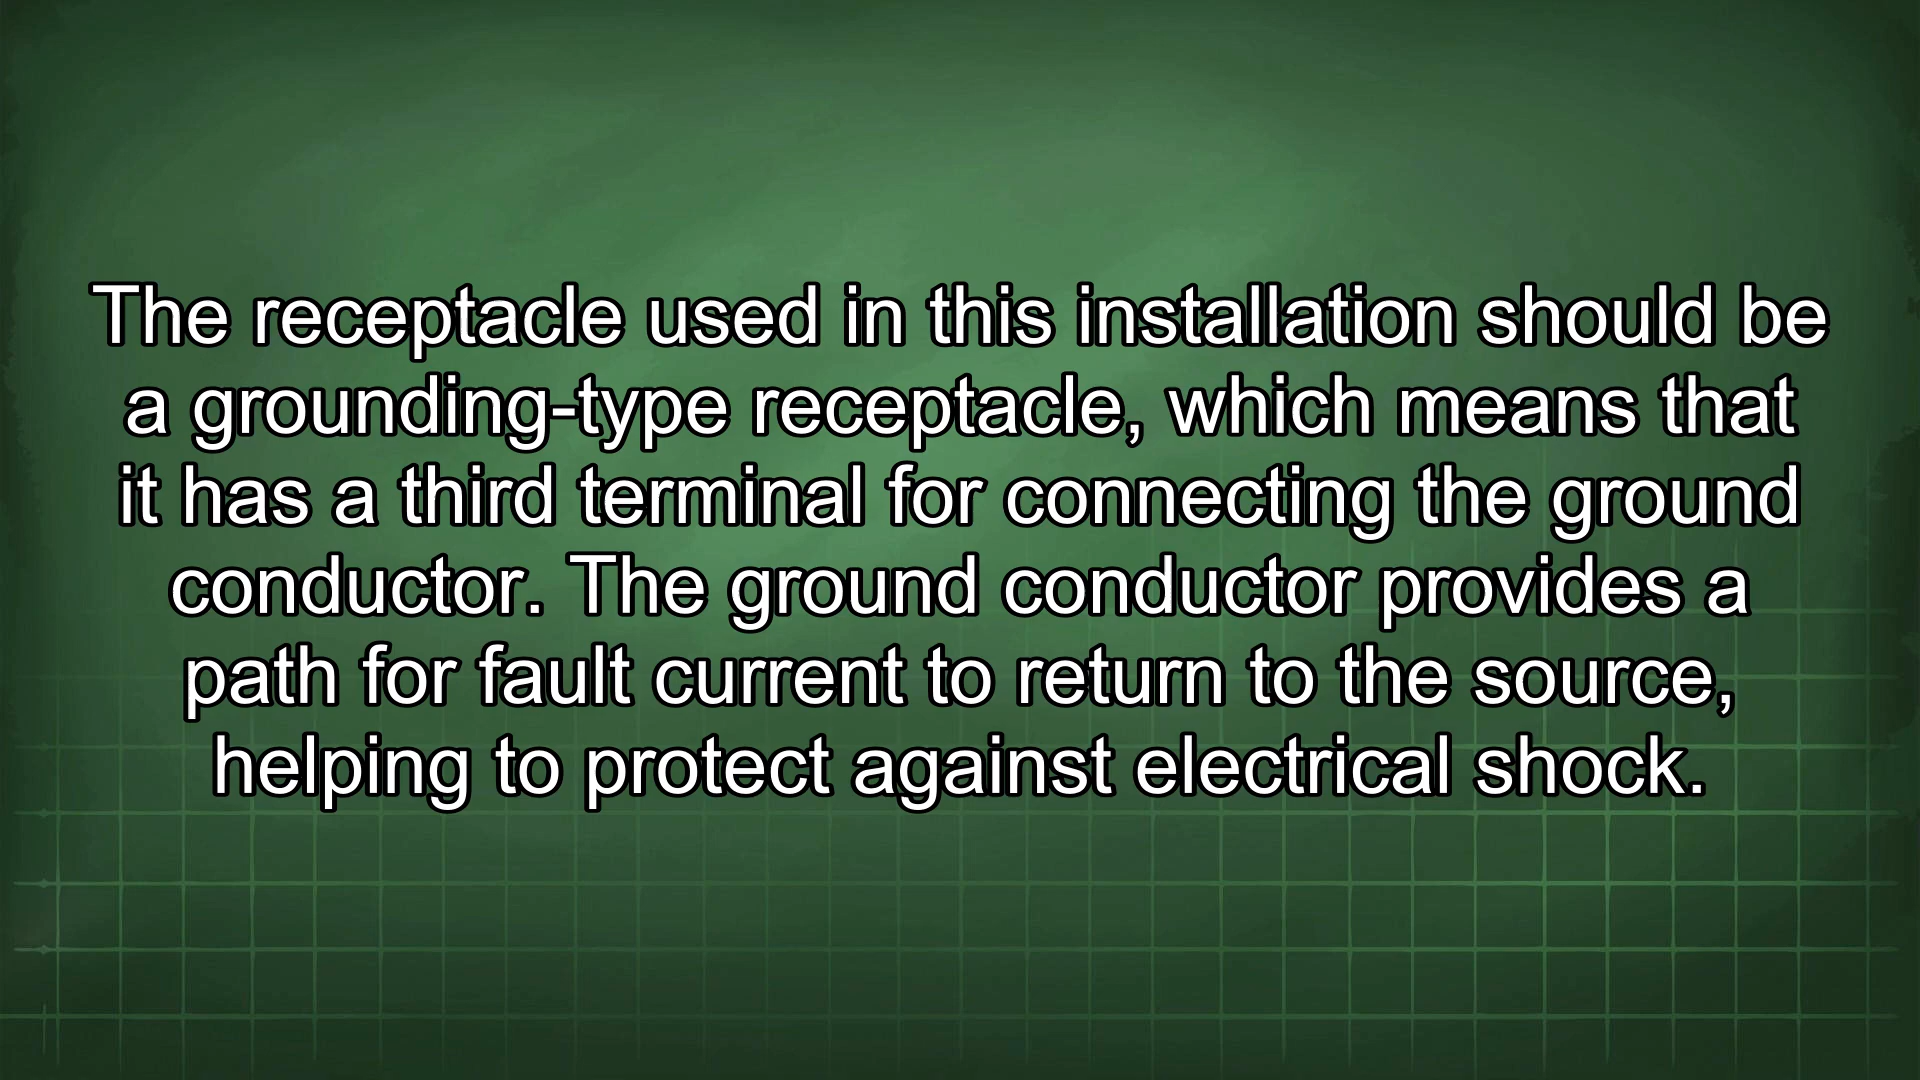 The receptacle used in this installation should be
a grounding-type receptacle, which means that
it has a third terminal for connecting the ground
conductor. The ground conductor provides a
path for fault current to return to the source,
helping to protect against electrical shock.